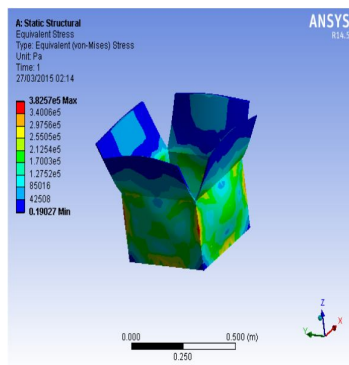 A: Static Structural
Equivalent Stress
Type: Equivalent (von-Mises) Stress
Unit: Pa
Time: 1
27/03/2015 02:14
3.8257e5 Max
3.4006e5
2.9756e5
2.5505e5
2.1254e5
1.7003e5
1.2752e5
85016
42508
0.19027 Min
ANSYS
R14.5
0.000
0.500 (m)
0.250
Z
X
Y